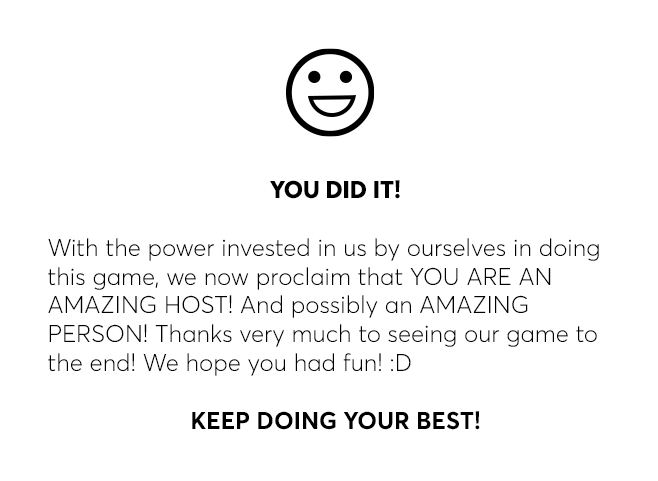 YOU DID IT!
With the power invested in us by ourselves in doing
this game, we now proclaim that YOU ARE AN
AMAZING HOST! And possibly an AMAZING
PERSON! Thanks very much to seeing our game to
the end! We hope you had fun! :D
KEEP DOING YOUR BEST!